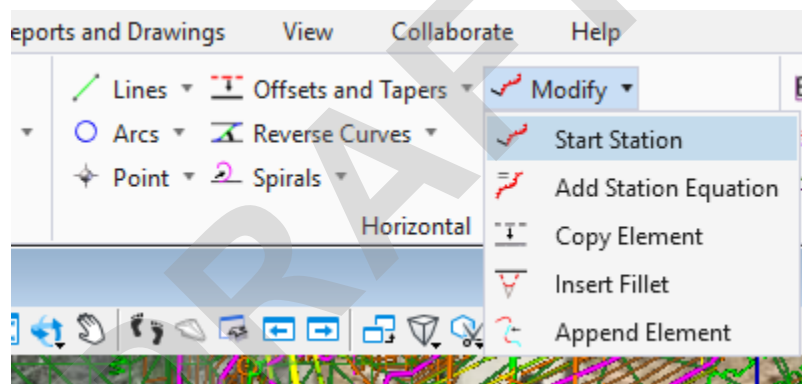 eports and Drawings View Collaborate Help
Lines Offsets and Tapers Modify
Arcs Reverse Curves Start Station
Point Spirals Add Station Equation
Horizontal Copy Element
Insert Fillet
Append Element
DRAFT